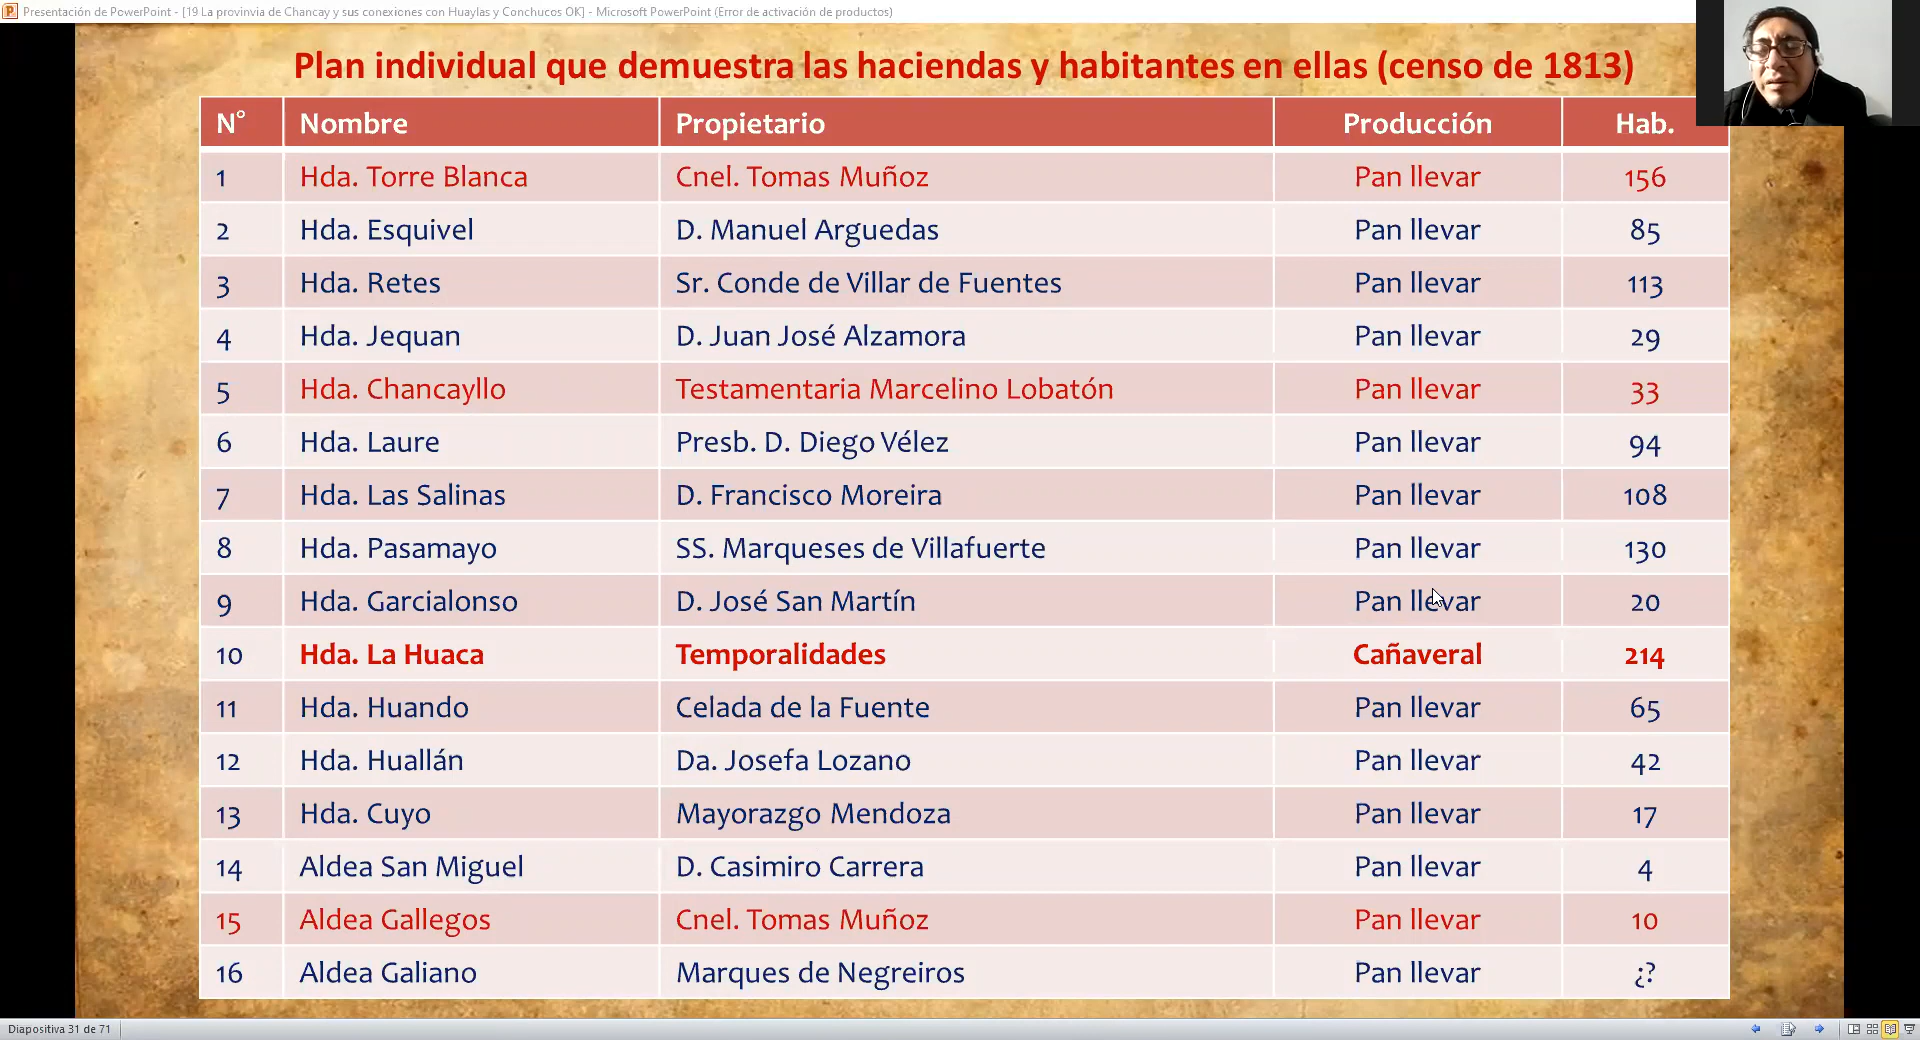 Presentación de PowerPoint - [19 La provinvia de Chancay y sus conexiones con Huaylas y Conchucos OK] - Microsoft PowerPoint (Error de activación de productos)
Plan individual que demuestra las haciendas y habitantes en ellas (censo de 1813)
N° Nombre Propietario Producción Hab.
1 Hda. Torre Blanca Cnel. Tomas Muñoz Pan llevar 156
2 Hda. Esquivel D. Manuel Arguedas Pan llevar 85
3 Hda. Retes Sr. Conde de Villar de Fuentes Pan llevar 113
4 Hda. Jequan D. Juan José Alzamora Pan llevar 29
5 Hda. Chancayllo Testamentaria Marcelino Lobatón Pan llevar 33
6 Hda. Laure Presb. D. Diego Vélez Pan llevar 94
7 Hda. Las Salinas D. Francisco Moreira Pan llevar 108
8 Hda. Pasamayo SS. Marqueses de Villafuerte Pan llevar 130
9 Hda. Garcialonso D. José San Martín Pan llevar 20
10 Hda. La Huaca Temporalidades Cañaveral 214
11 Hda. Huando Celada de la Fuente Pan llevar 65
12 Hda. Huallán Da. Josefa Lozano Pan llevar 42
13 Hda. Cuyo Mayorazgo Mendoza Pan llevar 17
14 Aldea San Miguel D. Casimiro Carrera Pan llevar 4
15 Aldea Gallegos Cnel. Tomas Muñoz Pan llevar 10
16 Aldea Galiano Marques de Negreiros Pan llevar ¿?
Diapositiva 31 de 71